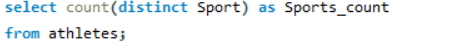 select count(distinct Sport) as Sports_count
from athletes;